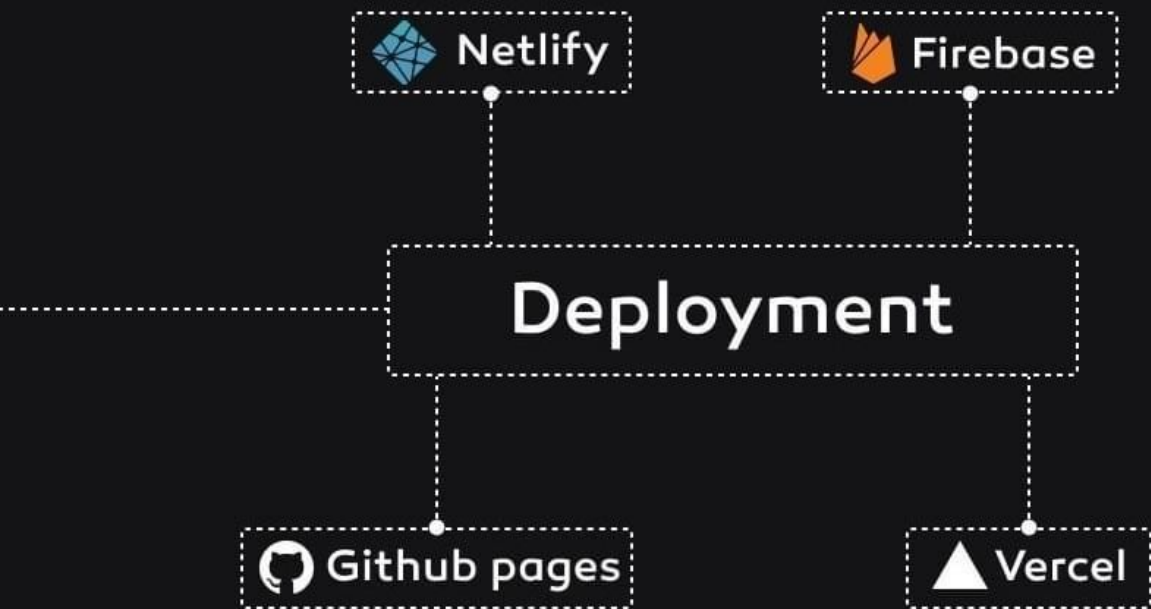 Netlify
Firebase
Deployment
Github pages
Vercel